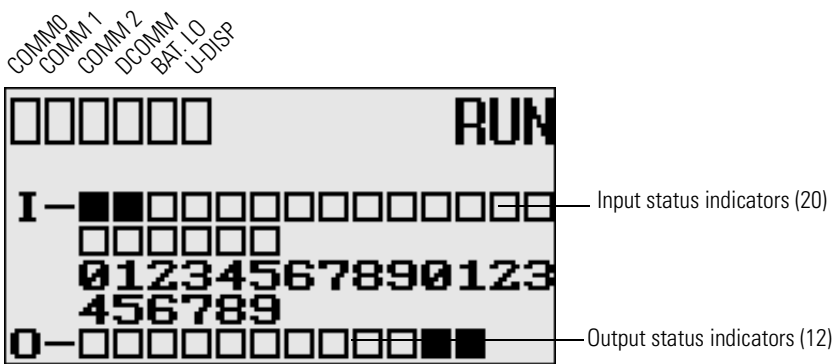 COMM0
COMM 1
COMM 2
DCOMM
BAT. LO
U-DISP
RUN
I
Input status indicators (20)
01234567890123
456789
O
Output status indicators (12)